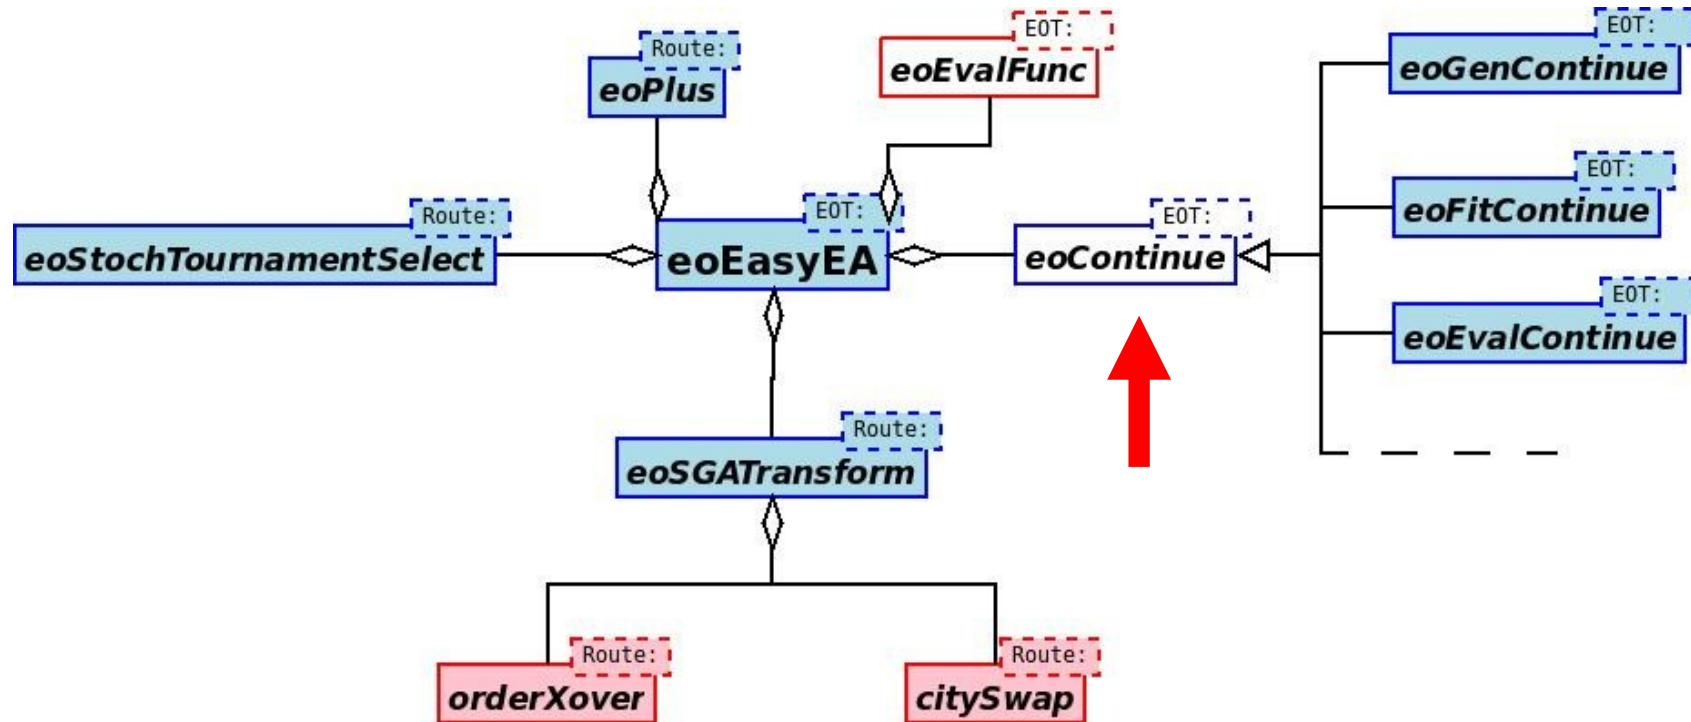 EOT:
eoEvalFunc
EOT:
eoGenContinue
Route:
eoPlus
EOT:
eoFitContinue
Route:
eoStochTournamentSelect
EOT:
eoEasyEA
EOT:
eoContinue
EOT:
eoEvalContinue
Route:
eoSGATransform
Route:
orderXover
Route:
citySwap